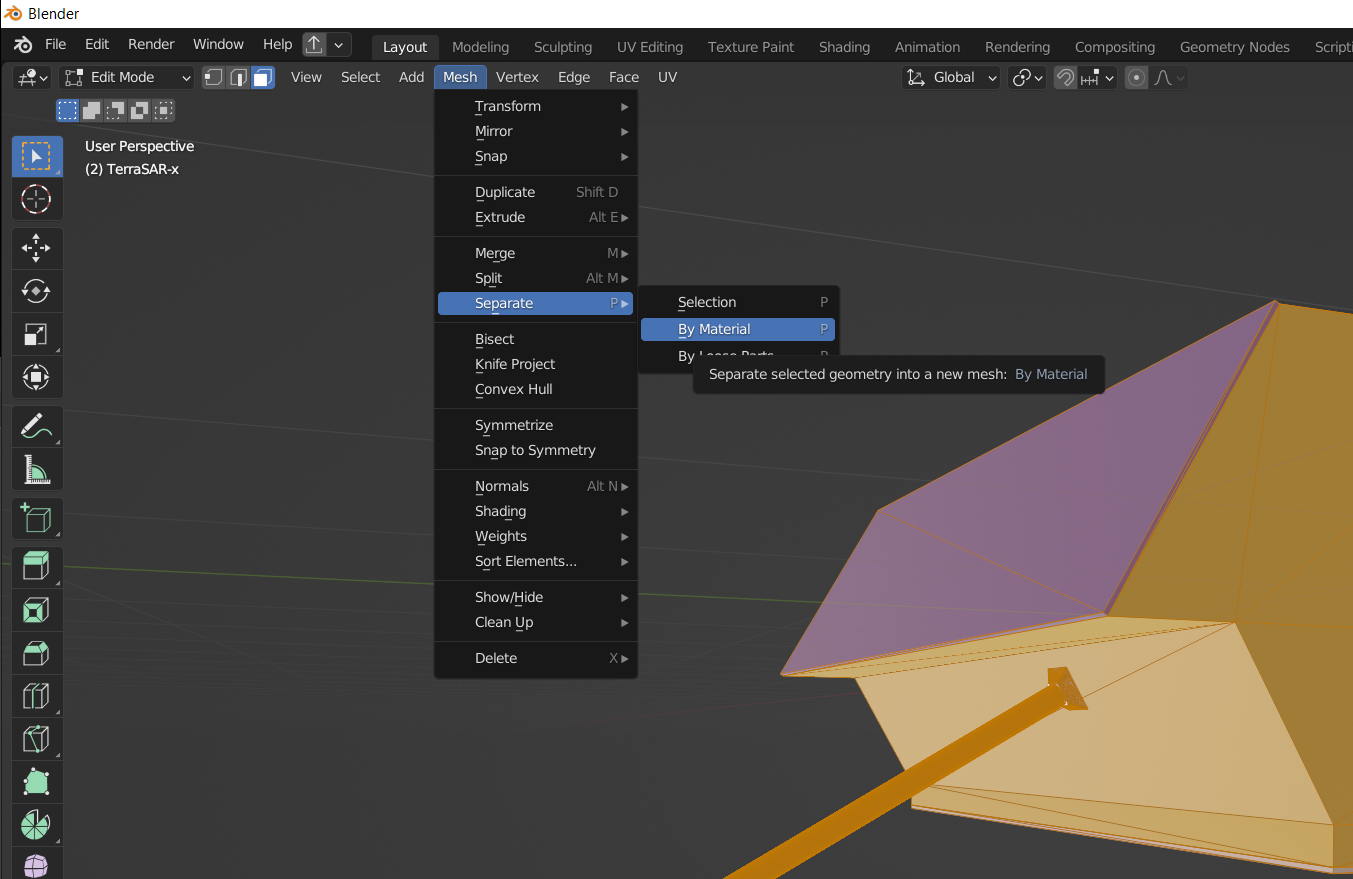 Blender
File Edit Render Window Help Layout Modeling Sculpting UV Editing Texture Paint Shading Animation Rendering Compositing Geometry Nodes Scripti
Edit Mode View Select Add Mesh Vertex Edge Face UV Global
User Perspective
(2) TerraSAR-x
Transform
Mirror
Snap
Duplicate Shift D
Extrude Alt E
Merge M
Split Alt M
Separate P
Selection P
By Material P
By Loose Parts P
Separate selected geometry into a new mesh: By Material
Bisect
Knife Project
Convex Hull
Symmetrize
Snap to Symmetry
Normals Alt N
Shading
Weights
Sort Elements...
Show/Hide
Clean Up
Delete X